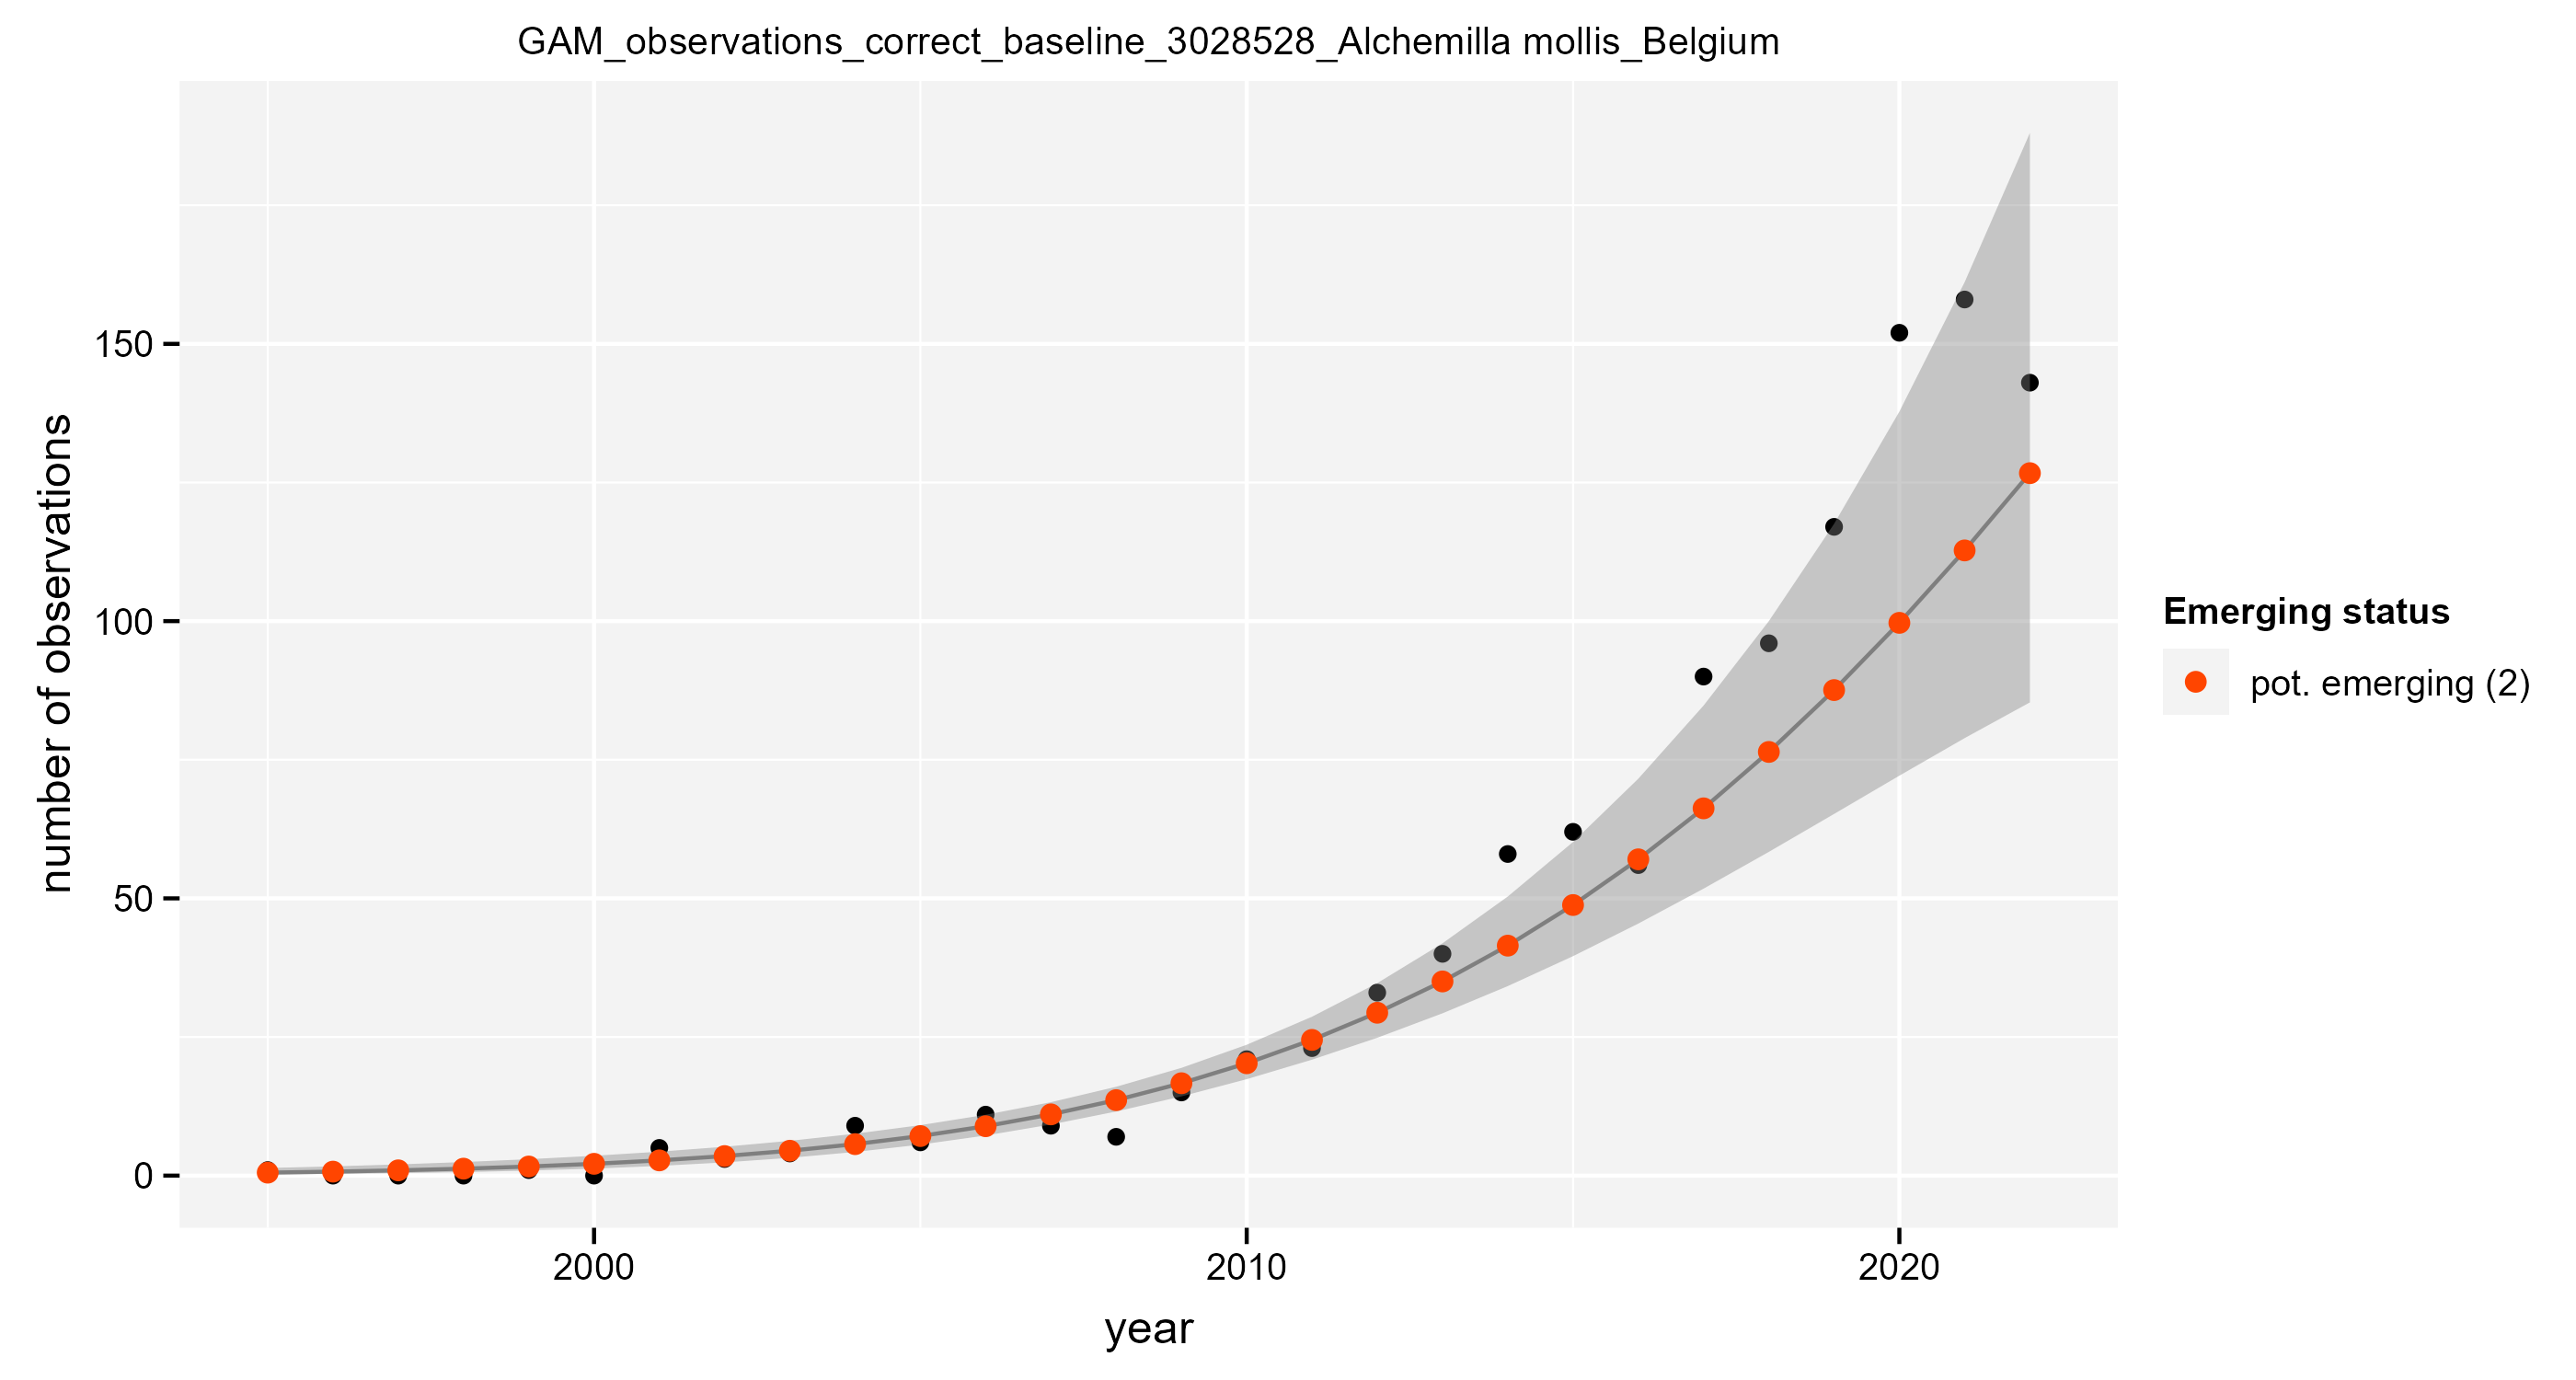 GAM_observations_correct_baseline_3028528_Alchemilla mollis_Belgium
number of observations
150
100
50
0
2000 2010 2020
year
Emerging status
pot. emerging (2)